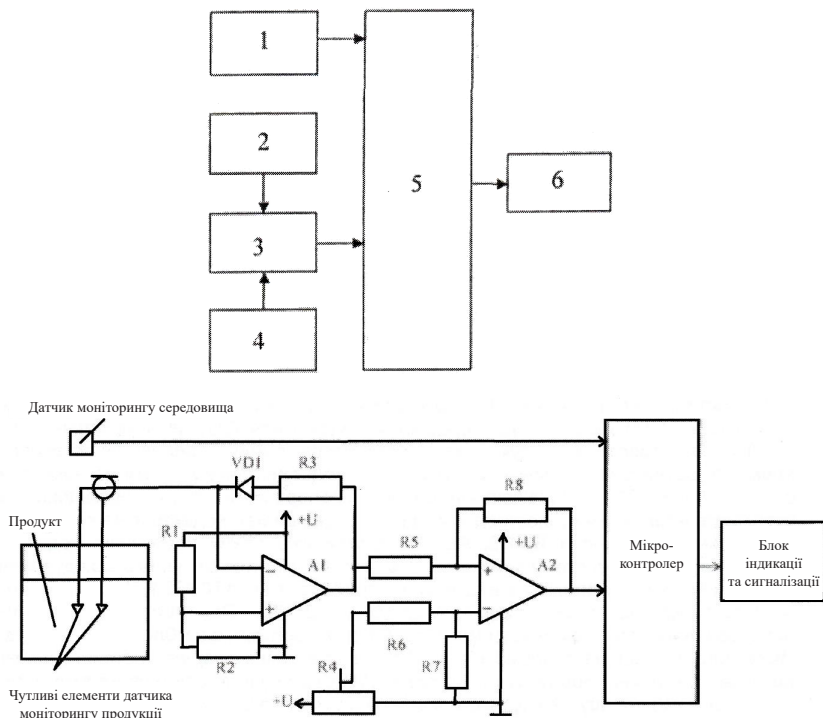 1
2
3
4
5
6
Датчик моніторингу середовища
VD1
R3
R8
+U
Продукт
R1
+U
A1
R5
A2
Мікро-
контролер
Блок
індикації
та сигналізації
−
+
+
−
R2
R6
R4
R7
+U
Чутливі елементи датчика
моніторингу продукції